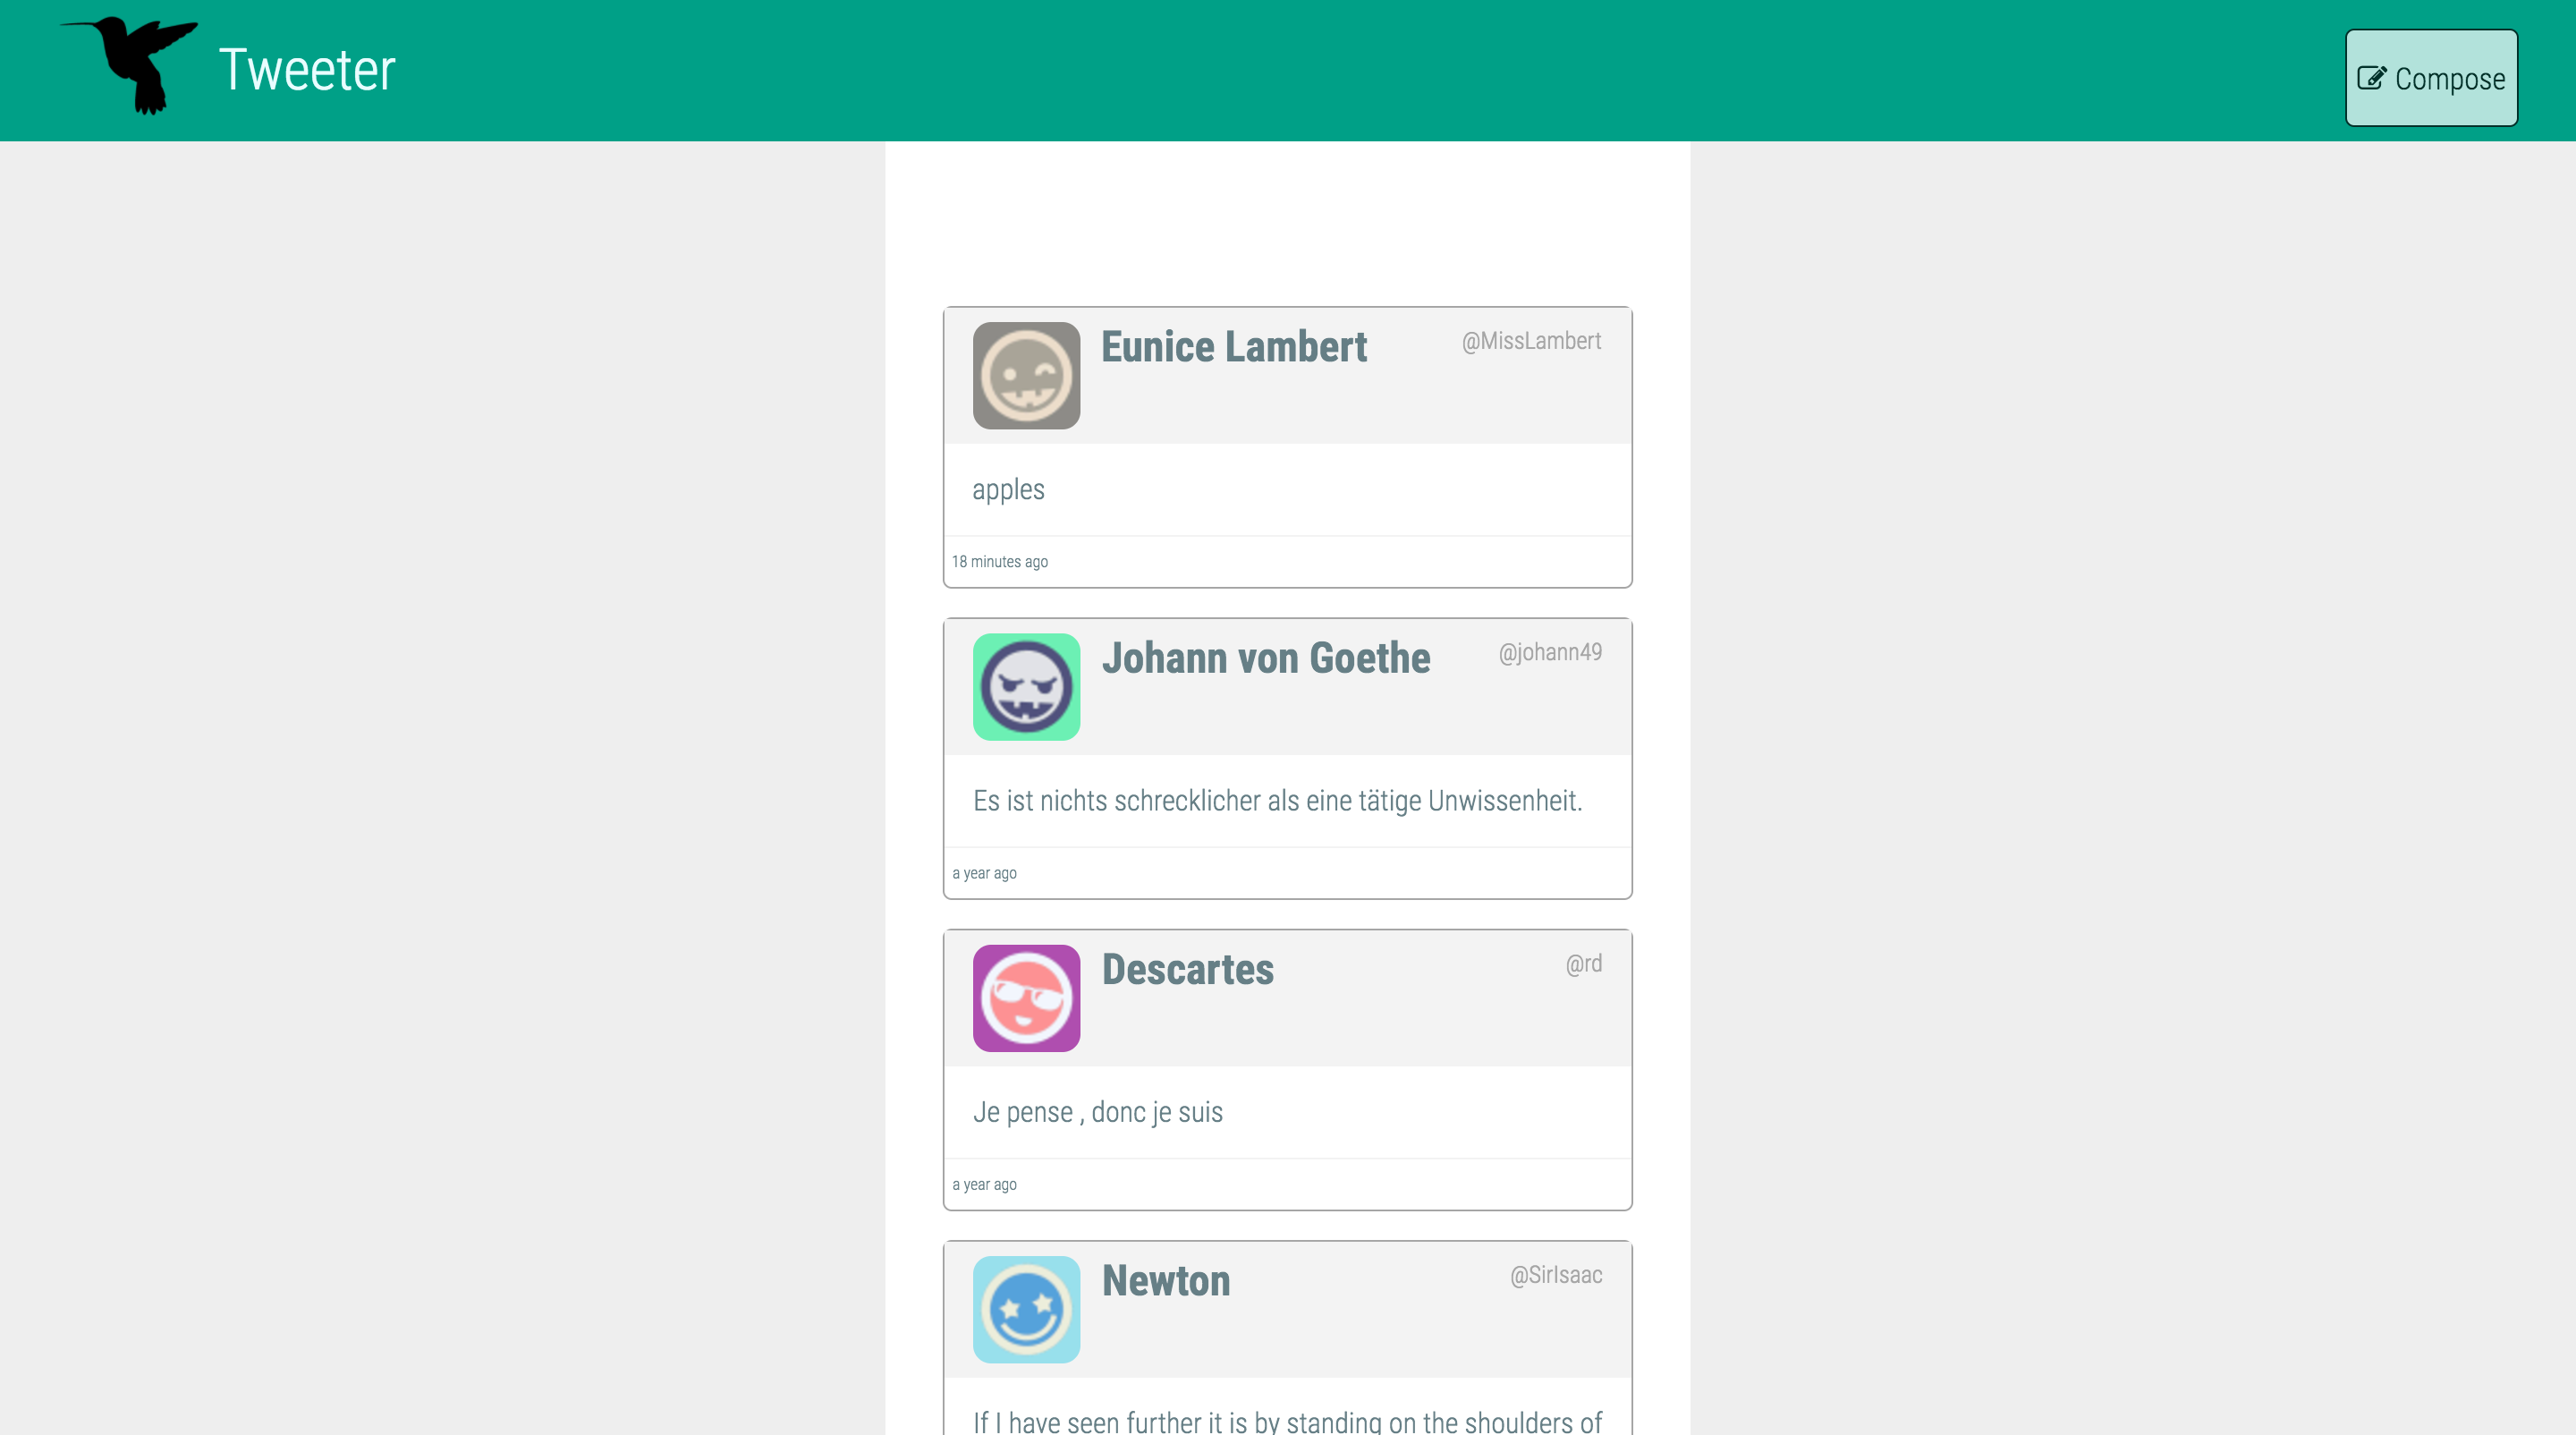 Tweeter
Compose
Eunice Lambert
@MissLambert
apples
18 minutes ago
Johann von Goethe
@johann49
Es ist nichts schrecklicher als eine tätige Unwissenheit.
a year ago
Descartes
@rd
Je pense , donc je suis
a year ago
Newton
@SirIsaac
If I have seen further it is by standing on the shoulders of